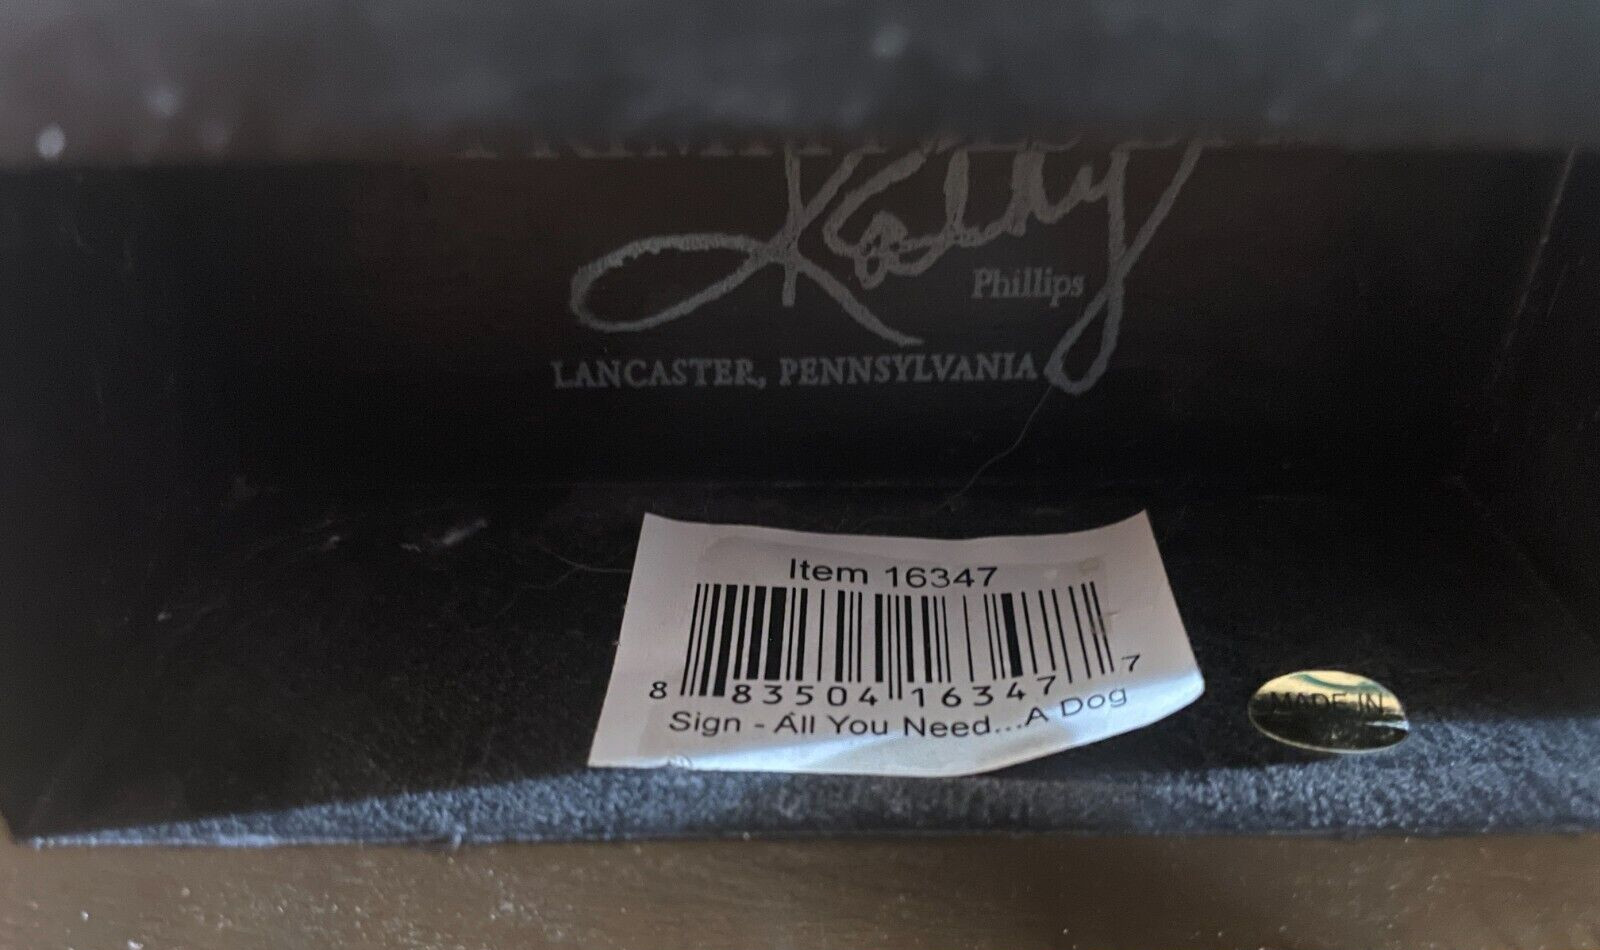 Kathy
Phillips
LANCASTER, PENNSYLVANIA
Item 16347
8 83504 16347 7
Sign - All You Need...A Dog
MADE IN